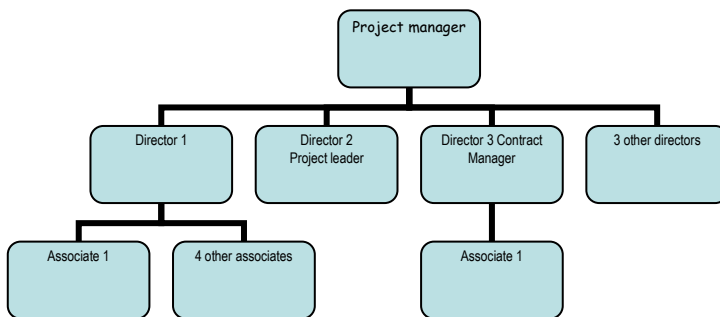 Project manager
Director 1
Director 2
Project leader
Director 3 Contract
Manager
3 other directors
Associate 1
4 other associates
Associate 1